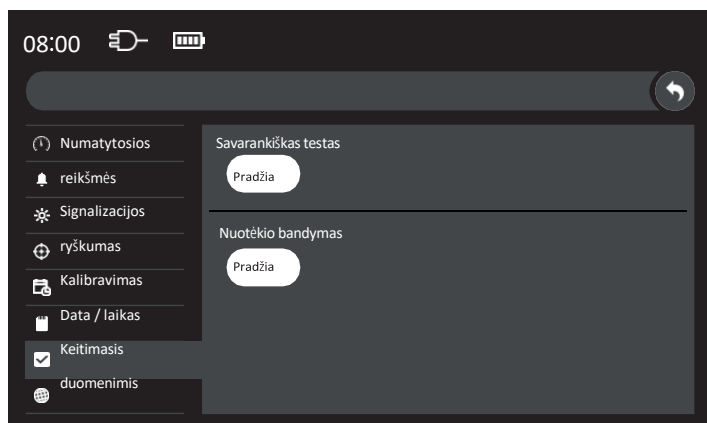 08:00
Numatytosios
reikšmės
Signalizacijos
ryškumas
Kalibravimas
Data / laikas
Keitimasis
duomenimis
Savarankiškas testas
Pradžia
Nuotėkio bandymas
Pradžia